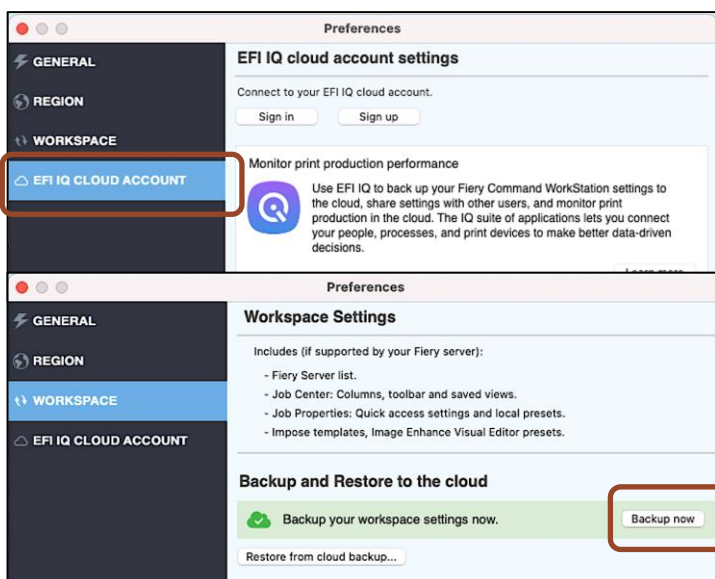 Preferences
GENERAL
REGION
WORKSPACE
EFI IQ CLOUD ACCOUNT
EFI IQ cloud account settings
Connect to your EFI IQ cloud account.
Sign in Sign up
Monitor print production performance
Use EFI IQ to back up your Fiery Command WorkStation settings to
the cloud, share settings with other users, and monitor print
production in the cloud. The IQ suite of applications lets you connect
your people, processes, and print devices to make better data-driven
decisions.
Learn more
Preferences
GENERAL
REGION
WORKSPACE
EFI IQ CLOUD ACCOUNT
Workspace Settings
Includes (if supported by your Fiery server):
- Fiery Server list.
- Job Center: Columns, toolbar and saved views.
- Job Properties: Quick access settings and local presets.
- Impose templates, Image Enhance Visual Editor presets.
Backup and Restore to the cloud
Backup your workspace settings now.
Backup now
Restore from cloud backup...